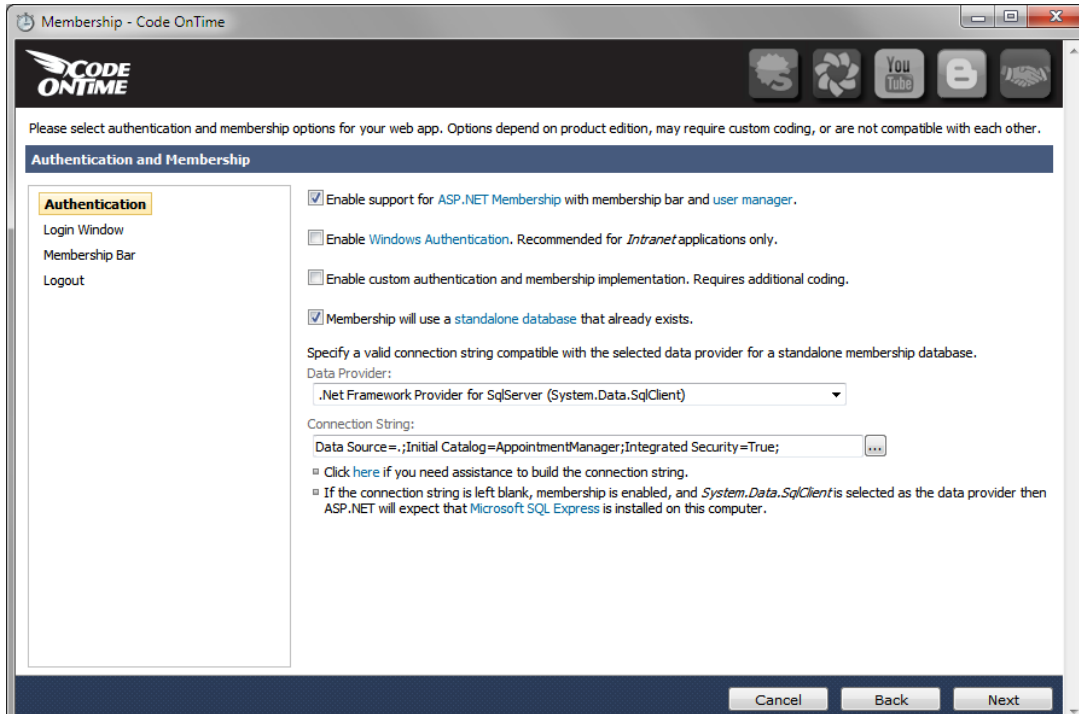 Membership - Code OnTime
CODE
ONTIME
You
Tube
Please select authentication and membership options for your web app. Options depend on product edition, may require custom coding, or are not compatible with each other.
Authentication and Membership
Authentication
Login Window
Membership Bar
Logout
Enable support for ASP.NET Membership with membership bar and user manager.
Enable Windows Authentication. Recommended for Intranet applications only.
Enable custom authentication and membership implementation. Requires additional coding.
Membership will use a standalone database that already exists.
Specify a valid connection string compatible with the selected data provider for a standalone membership database.
Data Provider:
.Net Framework Provider for SqlServer (System.Data.SqlClient)
Connection String:
Data Source=.;Initial Catalog=AppointmentManager;Integrated Security=True;
...
Click here if you need assistance to build the connection string.
If the connection string is left blank, membership is enabled, and System.Data.SqlClient is selected as the data provider then
ASP.NET will expect that Microsoft SQL Express is installed on this computer.
Cancel
Back
Next